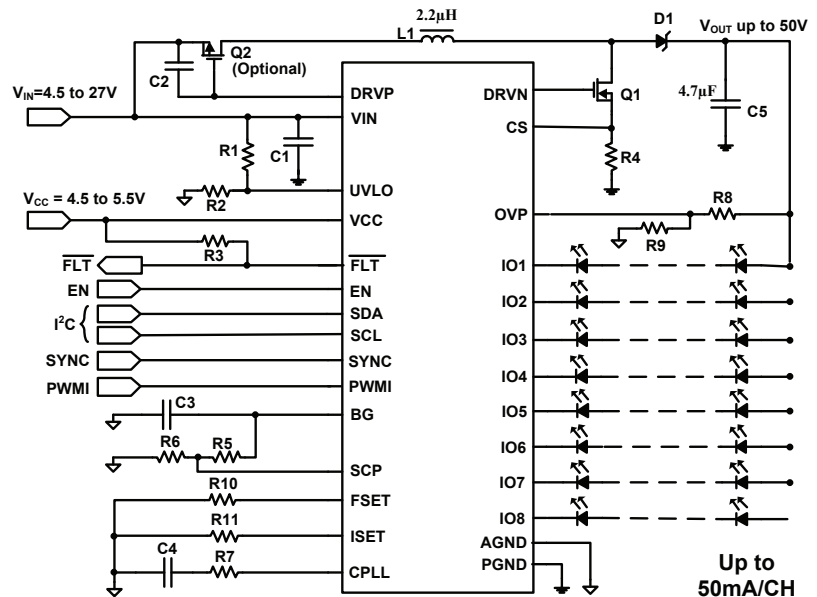 2.2µH
L1
D1
V_OUT up to 50V
Q2
(Optional)
C2
V_IN=4.5 to 27V
DRVP
DRVN
Q1
4.7µF
C5
VIN
CS
R1
C1
R4
UVLO
R2
V_CC = 4.5 to 5.5V
VCC
OVP
R8
R9
R3
FLT
FLT
IO1
EN
EN
IO2
I²C
SDA
SCL
IO3
SYNC
SYNC
IO4
PWMI
PWMI
IO5
C3
BG
R6
R5
IO6
SCP
IO7
R10
FSET
IO8
R11
ISET
AGND
C4
R7
CPLL
PGND
Up to
50mA/CH